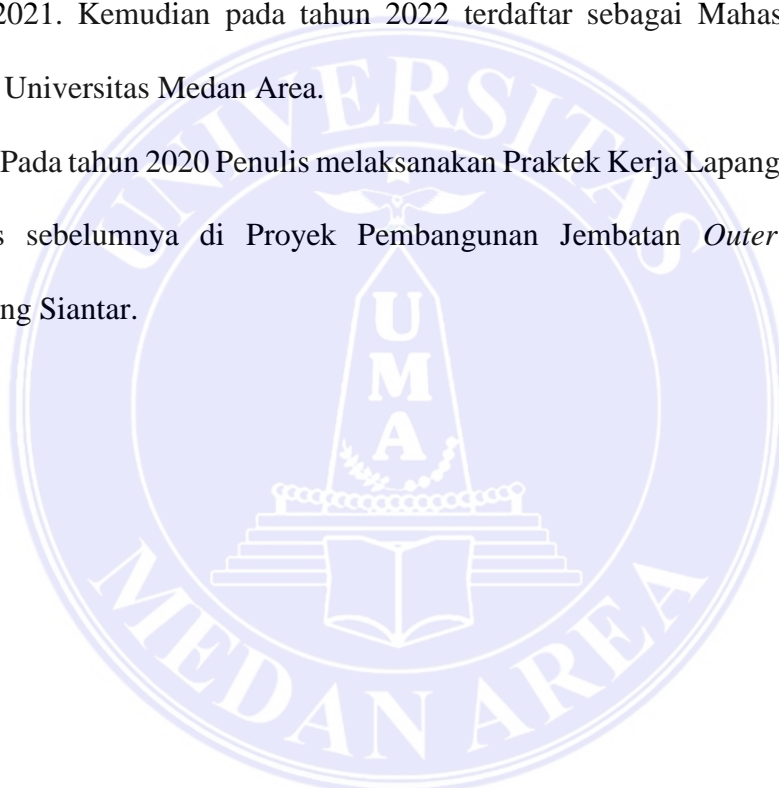 2021. Kemudian pada tahun 2022 terdaftar sebagai Mahas
Universitas Medan Area.
Pada tahun 2020 Penulis melaksanakan Praktek Kerja Lapang
s sebelumnya di Proyek Pembangunan Jembatan Outer
ng Siantar.
UNIVERSITAS
U
M
A
MEDAN AREA